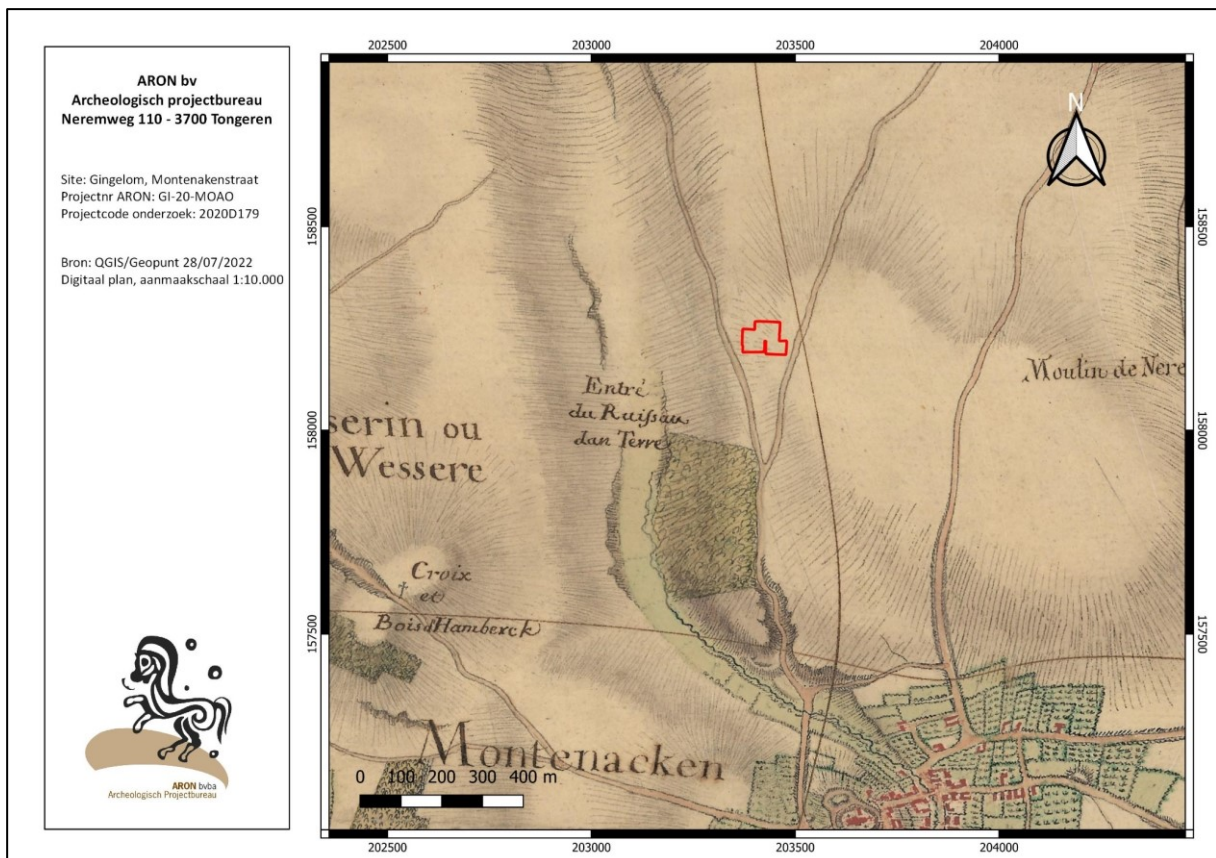 ARON bv
Archeologisch projectbureau
Neremweg 110 - 3700 Tongeren
Site: Gingelom, Montenakenstraat
Projectnr ARON: GI-20-MOAO
Projectcode onderzoek: 2020D179
Bron: QGIS/Geopunt 28/07/2022
Digitaal plan, aanmaakschaal 1:10.000
ARON bvba
Archeologisch Projectbureau
202500 203000 203500 204000
158500 158500
158000 158000
157500 157500
202500 203000 203500 204000
N
Moulin de Nere
Entré
du Ruissau
dan Terre
serin ou
Wessere
Croix
et
Bois d'Hamberck
Montenacken
0 100 200 300 400 m